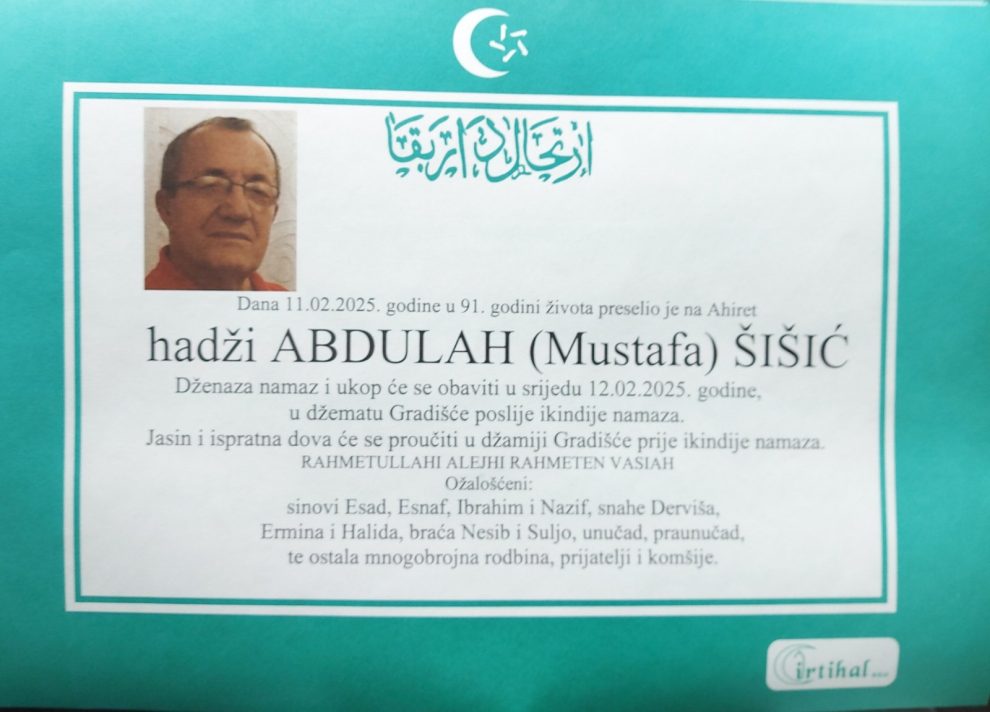 إرتحال دار بقا
Dana 11.02.2025. godine u 91. godini života preselio je na Ahiret
hadži ABDULAH (Mustafa) ŠIŠIĆ
Dženaza namaz i ukop će se obaviti u srijedu 12.02.2025. godine,
u džematu Gradišće poslije ikindije namaza.
Jasin i ispratna dova će se proučiti u džamiji Gradišće prije ikindije namaza.
RAHMETULLAHI ALEJHI RAHMETEN VASIAH
Ožalošćeni:
sinovi Esad, Esnaf, Ibrahim i Nazif, snahe Derviša,
Ermina i Halida, braća Nesib i Suljo, unučad, praunučad,
te ostala mnogobrojna rodbina, prijatelji i komšije.
irtihal